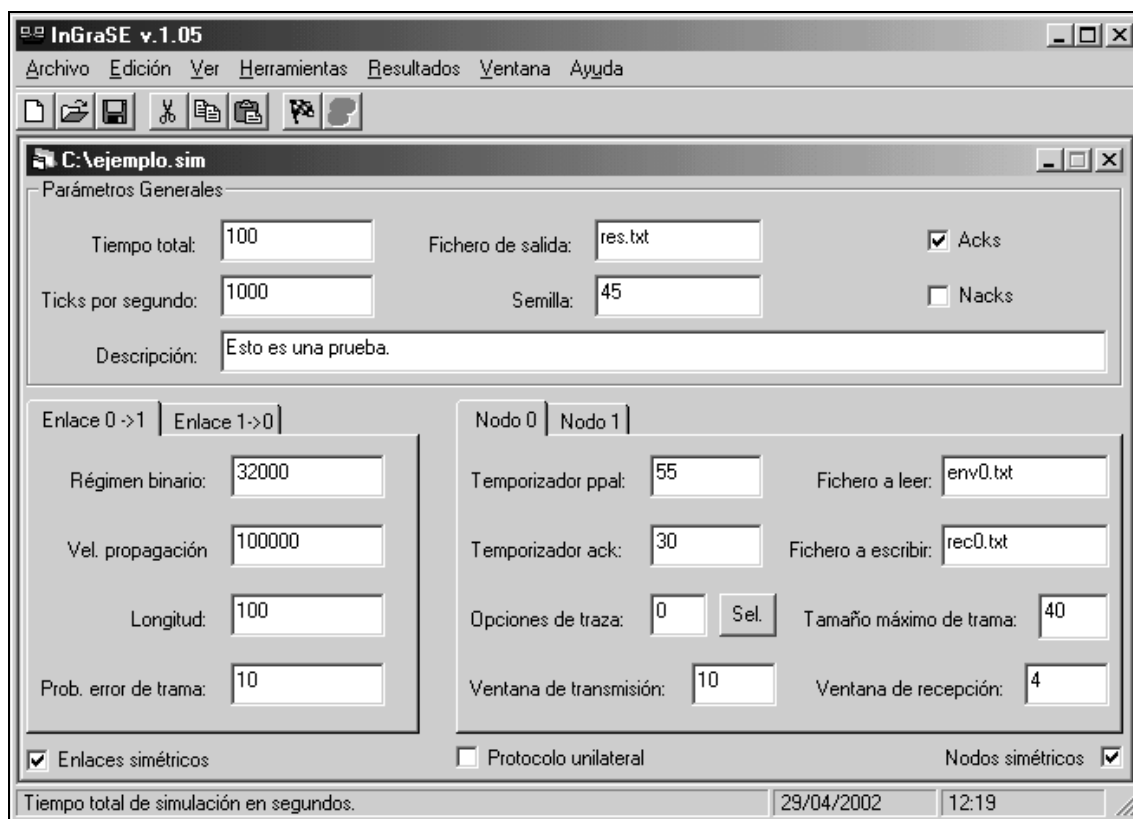 InGraSE v.1.05
Archivo Edición Ver Herramientas Resultados Ventana Ayuda
C:\ejemplo.sim
Parámetros Generales
Tiempo total: 100 Fichero de salida: res.txt Acks
Ticks por segundo: 1000 Semilla: 45 Nacks
Descripción: Esto es una prueba.
Enlace 0 ->1 Enlace 1->0 Nodo 0 Nodo 1
Régimen binario: 32000 Temporizador ppal: 55 Fichero a leer: env0.txt
Vel. propagación 100000 Temporizador ack: 30 Fichero a escribir: rec0.txt
Longitud: 100 Opciones de traza: 0 Sel. Tamaño máximo de trama: 40
Prob. error de trama: 10 Ventana de transmisión: 10 Ventana de recepción: 4
Enlaces simétricos Protocolo unilateral Nodos simétricos
Tiempo total de simulación en segundos. 29/04/2002 12:19